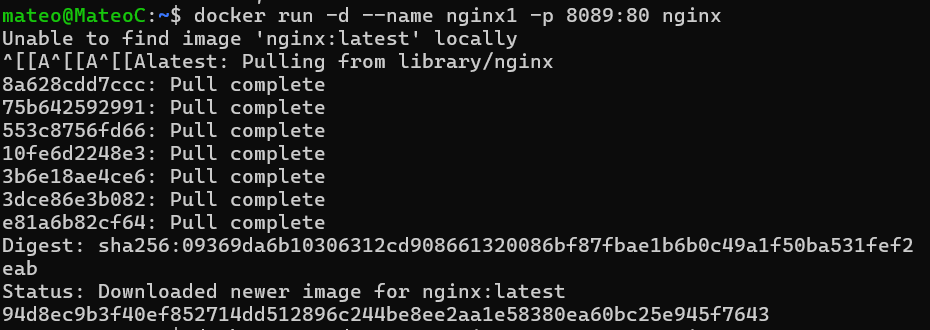 mateo@MateoC:~$ docker run -d --name nginx1 -p 8089:80 nginx
Unable to find image 'nginx:latest' locally
^[[A^[[A^[[Alatest: Pulling from library/nginx
8a628cdd7ccc: Pull complete
75b642592991: Pull complete
553c8756fd66: Pull complete
10fe6d2248e3: Pull complete
3b6e18ae4ce6: Pull complete
3dce86e3b082: Pull complete
e81a6b82cf64: Pull complete
Digest: sha256:09369da6b10306312cd908661320086bf87fbae1b6b0c49a1f50ba531fef2
eab
Status: Downloaded newer image for nginx:latest
94d8ec9b3f40ef852714dd512896c244be8ee2aa1e58380ea60bc25e945f7643